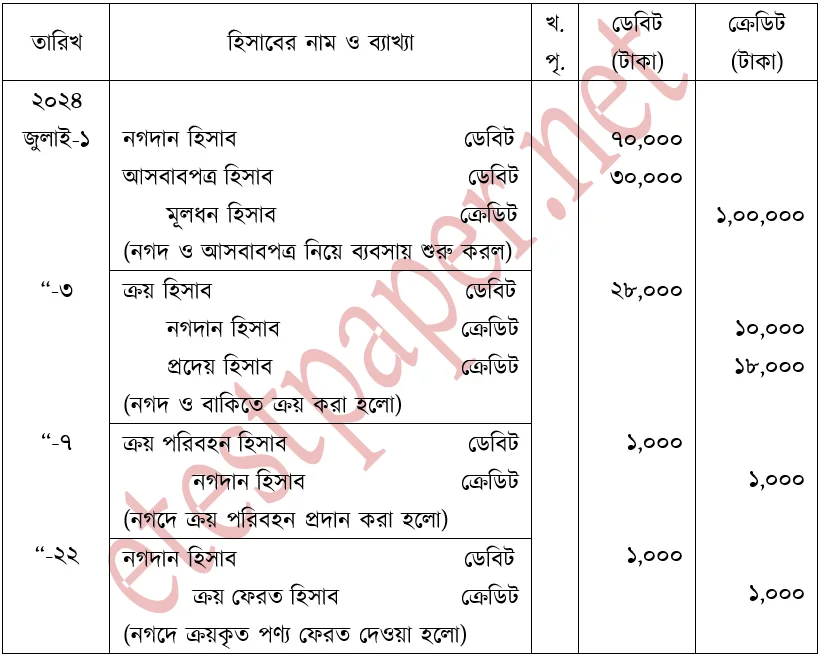 তারিখ হিসাবের নাম ও ব্যাখ্যা খ. পৃ. ডেবিট (টাকা) ক্রেডিট (টাকা)
২০২৪
জুলাই-১ নগদান হিসাব ডেবিট ৭০,০০০
আসবাবপত্র হিসাব ডেবিট ৩০,০০০
মূলধন হিসাব ক্রেডিট ১,০০,০০০
(নগদ ও আসবাবপত্র নিয়ে ব্যবসায় শুরু করল)
“-৩ ক্রয় হিসাব ডেবিট ২৮,০০০
নগদান হিসাব ক্রেডিট ১০,০০০
প্রদেয় হিসাব ক্রেডিট ১৮,০০০
(নগদ ও বাকিতে ক্রয় করা হলো)
“-৭ ক্রয় পরিবহন হিসাব ডেবিট ১,০০০
নগদান হিসাব ক্রেডিট ১,০০০
(নগদে ক্রয় পরিবহন প্রদান করা হলো)
“-২২ নগদান হিসাব ডেবিট ১,০০০
ক্রয় ফেরত হিসাব ক্রেডিট ১,০০০
(নগদে ক্রয়কৃত পণ্য ফেরত দেওয়া হলো)
etestpaper.net